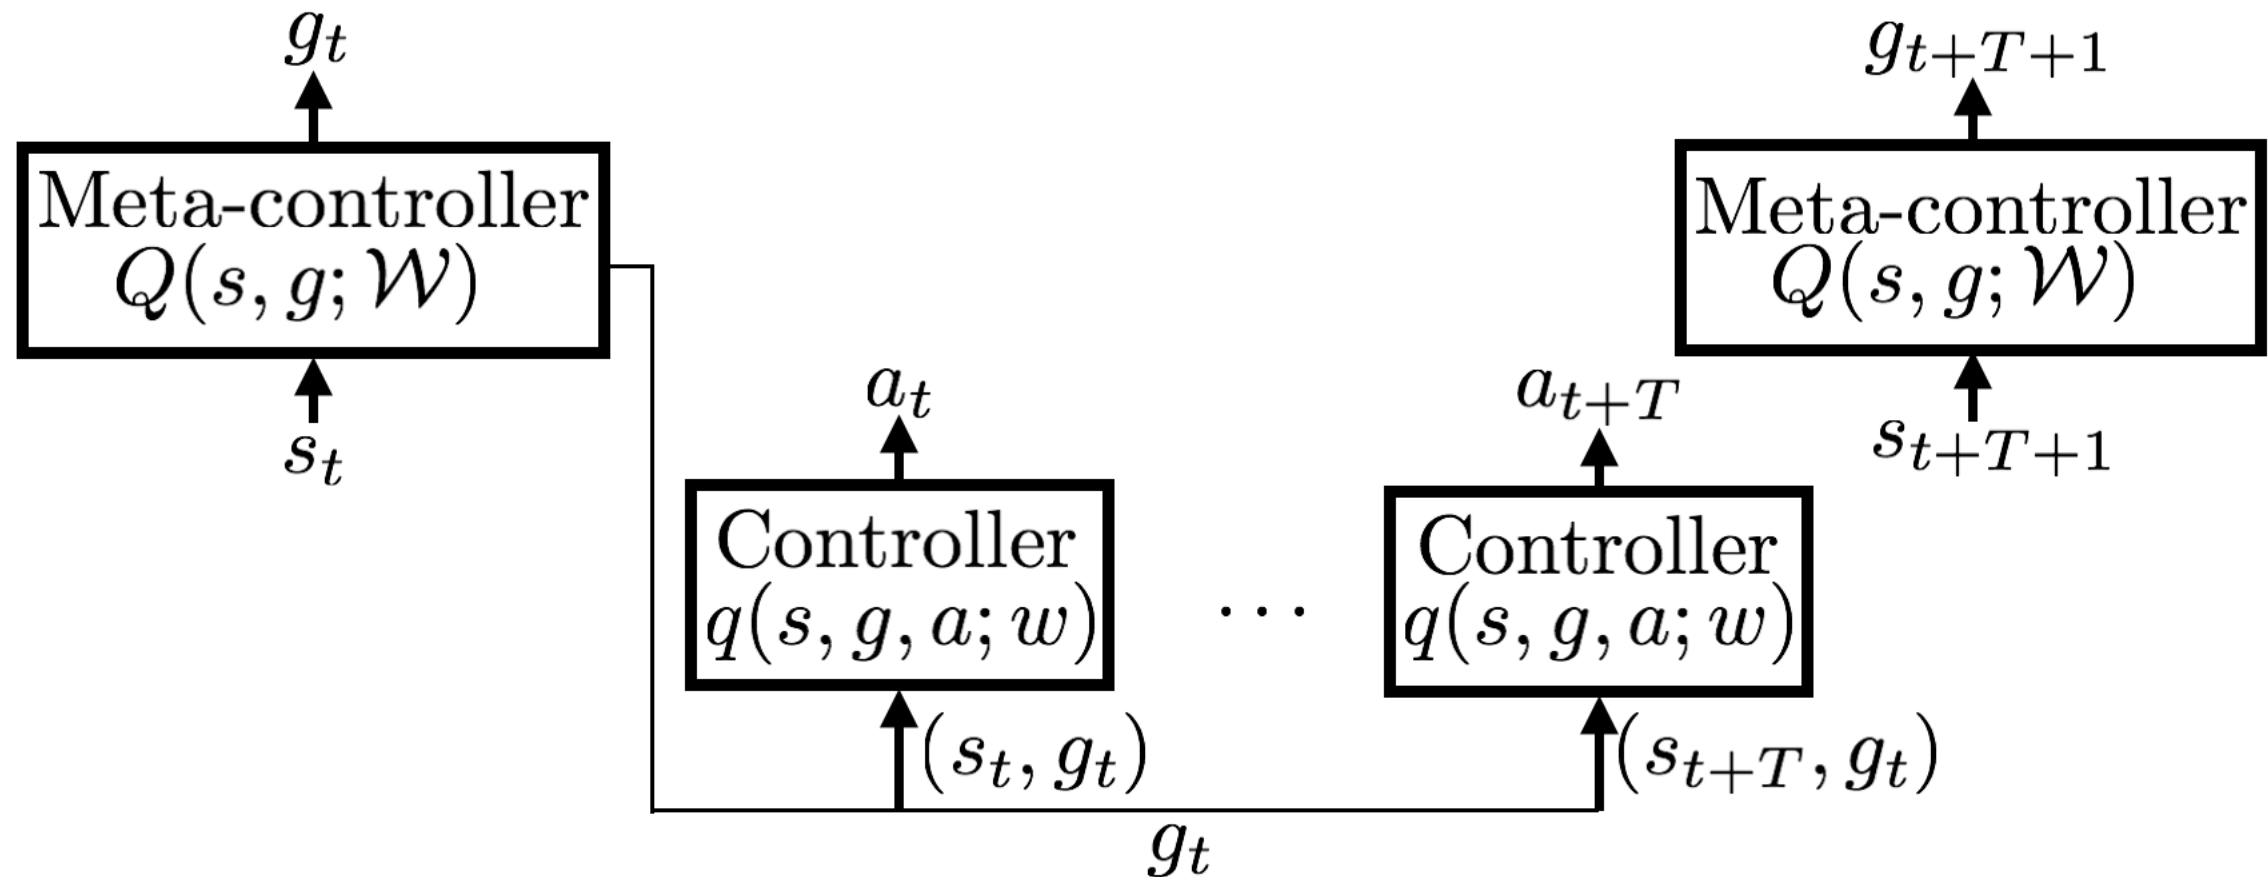 g_t
Meta-controller
Q(s, g; 𝒲)
s_t
a_t
Controller
q(s, g, a; w)
(s_t, g_t)
g_t
· · ·
a_{t+T}
Controller
q(s, g, a; w)
(s_{t+T}, g_t)
g_{t+T+1}
Meta-controller
Q(s, g; 𝒲)
s_{t+T+1}